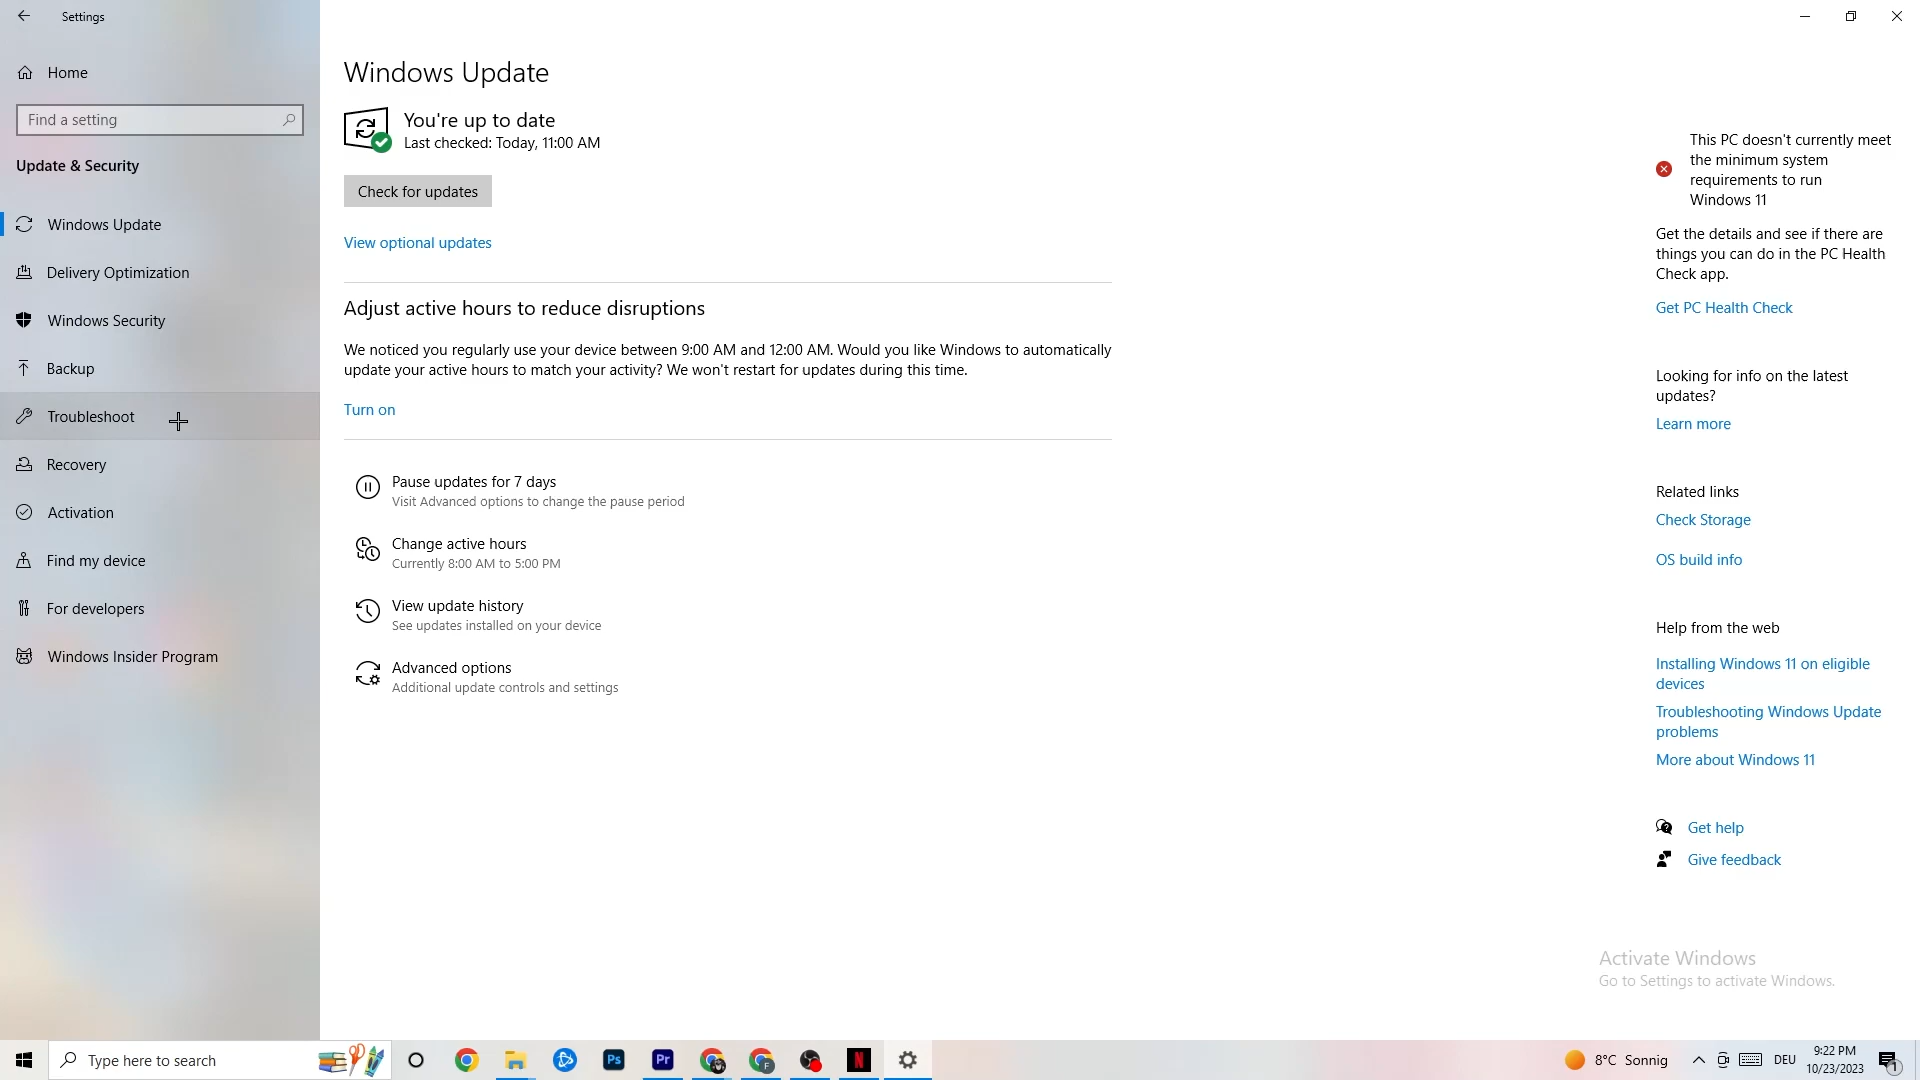 Settings
Home
Find a setting
Update & Security
Windows Update
Delivery Optimization
Windows Security
Backup
Troubleshoot
Recovery
Activation
Find my device
For developers
Windows Insider Program
Windows Update
You're up to date
Last checked: Today, 11:00 AM
Check for updates
View optional updates
Adjust active hours to reduce disruptions
We noticed you regularly use your device between 9:00 AM and 12:00 AM. Would you like Windows to automatically
update your active hours to match your activity? We won't restart for updates during this time.
Turn on
Pause updates for 7 days
Visit Advanced options to change the pause period
Change active hours
Currently 8:00 AM to 5:00 PM
View update history
See updates installed on your device
Advanced options
Additional update controls and settings
This PC doesn't currently meet
the minimum system
requirements to run
Windows 11
Get the details and see if there are
things you can do in the PC Health
Check app.
Get PC Health Check
Looking for info on the latest
updates?
Learn more
Related links
Check Storage
OS build info
Help from the web
Installing Windows 11 on eligible
devices
Troubleshooting Windows Update
problems
More about Windows 11
Get help
Give feedback
Activate Windows
Go to Settings to activate Windows.
Type here to search
Ps
Pr
F
N
8°C Sonnig
DEU
9:22 PM
10/23/2023
1